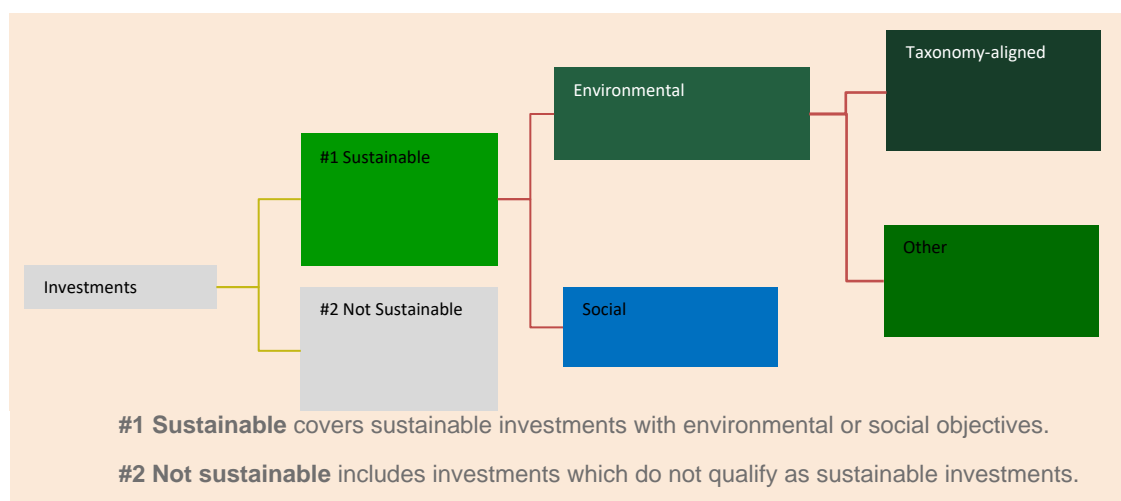 Taxonomy-aligned
Environmental
#1 Sustainable
Other
Investments
#2 Not Sustainable
Social
#1 Sustainable covers sustainable investments with environmental or social objectives.
#2 Not sustainable includes investments which do not qualify as sustainable investments.